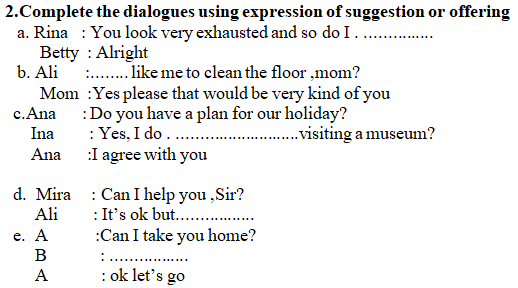 2.Complete the dialogues using expression of suggestion or offering
a. Rina : You look very exhausted and so do I . ...............
Betty : Alright
b. Ali :........ like me to clean the floor ,mom?
Mom :Yes please that would be very kind of you
c.Ana : Do you have a plan for our holiday?
Ina : Yes, I do . ...........................visiting a museum?
Ana :I agree with you
d. Mira : Can I help you ,Sir?
Ali : It's ok but.................
e. A :Can I take you home?
B : .................
A : ok let's go